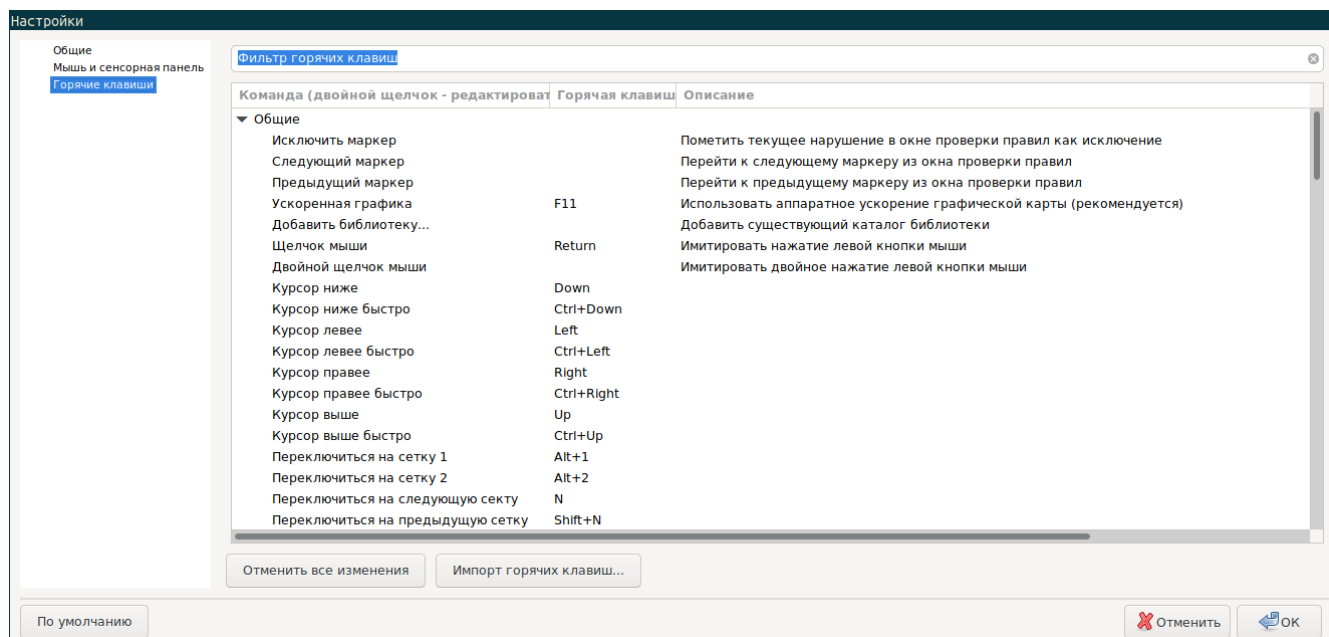 Настройки
Общие
Мышь и сенсорная панель
Горячие клавиши
Фильтр горячих клавиш
Команда (двойной щелчок - редактироват Горячая клавиш Описание
Общие
Исключить маркер Пометить текущее нарушение в окне проверки правил как исключение
Следующий маркер Перейти к следующему маркеру из окна проверки правил
Предыдущий маркер Перейти к предыдущему маркеру из окна проверки правил
Ускоренная графика F11 Использовать аппаратное ускорение графической карты (рекомендуется)
Добавить библиотеку... Добавить существующий каталог библиотеки
Щелчок мыши Return Имитировать нажатие левой кнопки мыши
Двойной щелчок мыши Имитировать двойное нажатие левой кнопки мыши
Курсор ниже Down
Курсор ниже быстро Ctrl+Down
Курсор левее Left
Курсор левее быстро Ctrl+Left
Курсор правее Right
Курсор правее быстро Ctrl+Right
Курсор выше Up
Курсор выше быстро Ctrl+Up
Переключиться на сетку 1 Alt+1
Переключиться на сетку 2 Alt+2
Переключиться на следующую секту N
Переключиться на предыдущую сетку Shift+N
Отменить все изменения Импорт горячих клавиш...
По умолчанию Отменить ОК